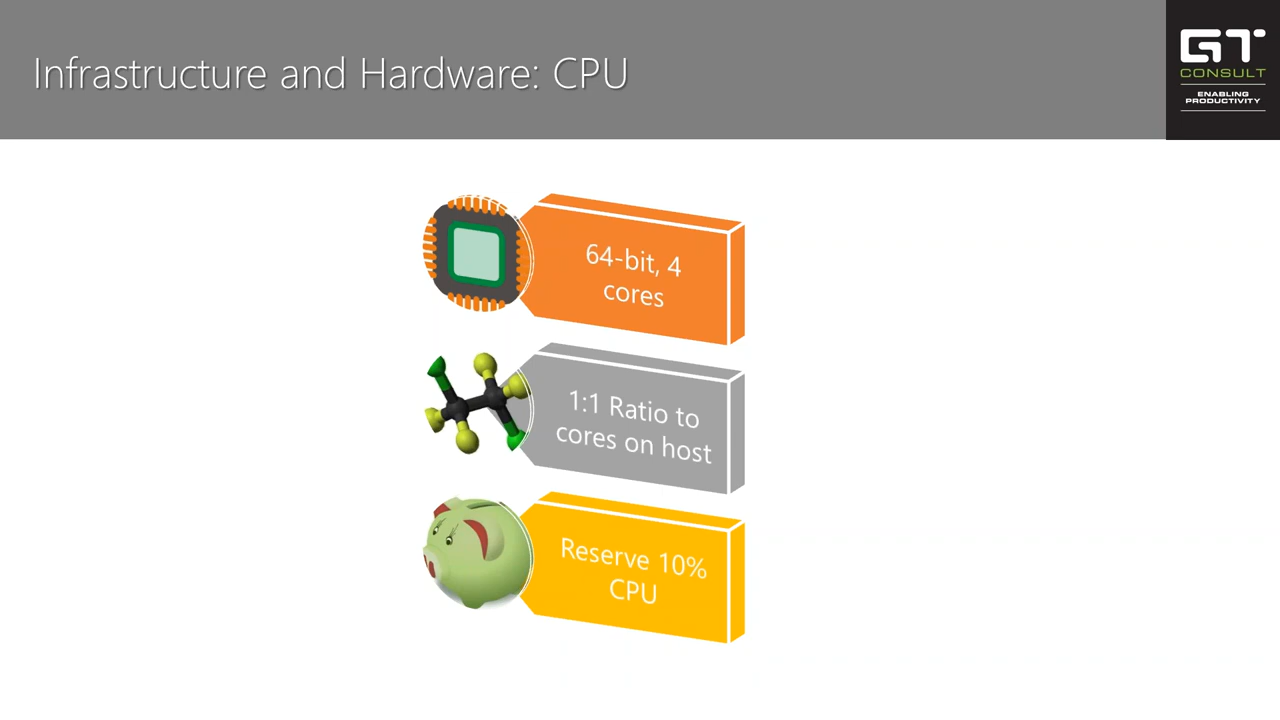 Infrastructure and Hardware: CPU
GT
CONSULT
ENABLING
PRODUCTIVITY
64-bit, 4
cores
1:1 Ratio to
cores on host
Reserve 10%
CPU